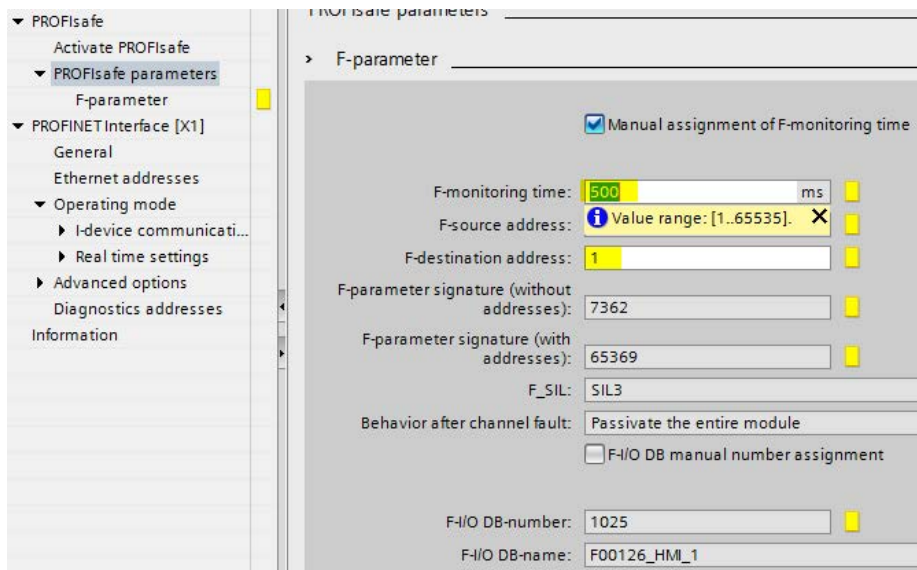 PROFIsafe
Activate PROFIsafe
PROFIsafe parameters
F-parameter
PROFINET Interface [X1]
General
Ethernet addresses
Operating mode
I-device communicati...
Real time settings
Advanced options
Diagnostics addresses
Information
PROFIsafe parameters
F-parameter
Manual assignment of F-monitoring time
F-monitoring time: 500 ms
F-source address: Value range: [1..65535].
F-destination address: 1
F-parameter signature (without
addresses): 7362
F-parameter signature (with
addresses): 65369
F_SIL: SIL3
Behavior after channel fault: Passivate the entire module
F-I/O DB manual number assignment
F-I/O DB-number: 1025
F-I/O DB-name: F00126_HMI_1